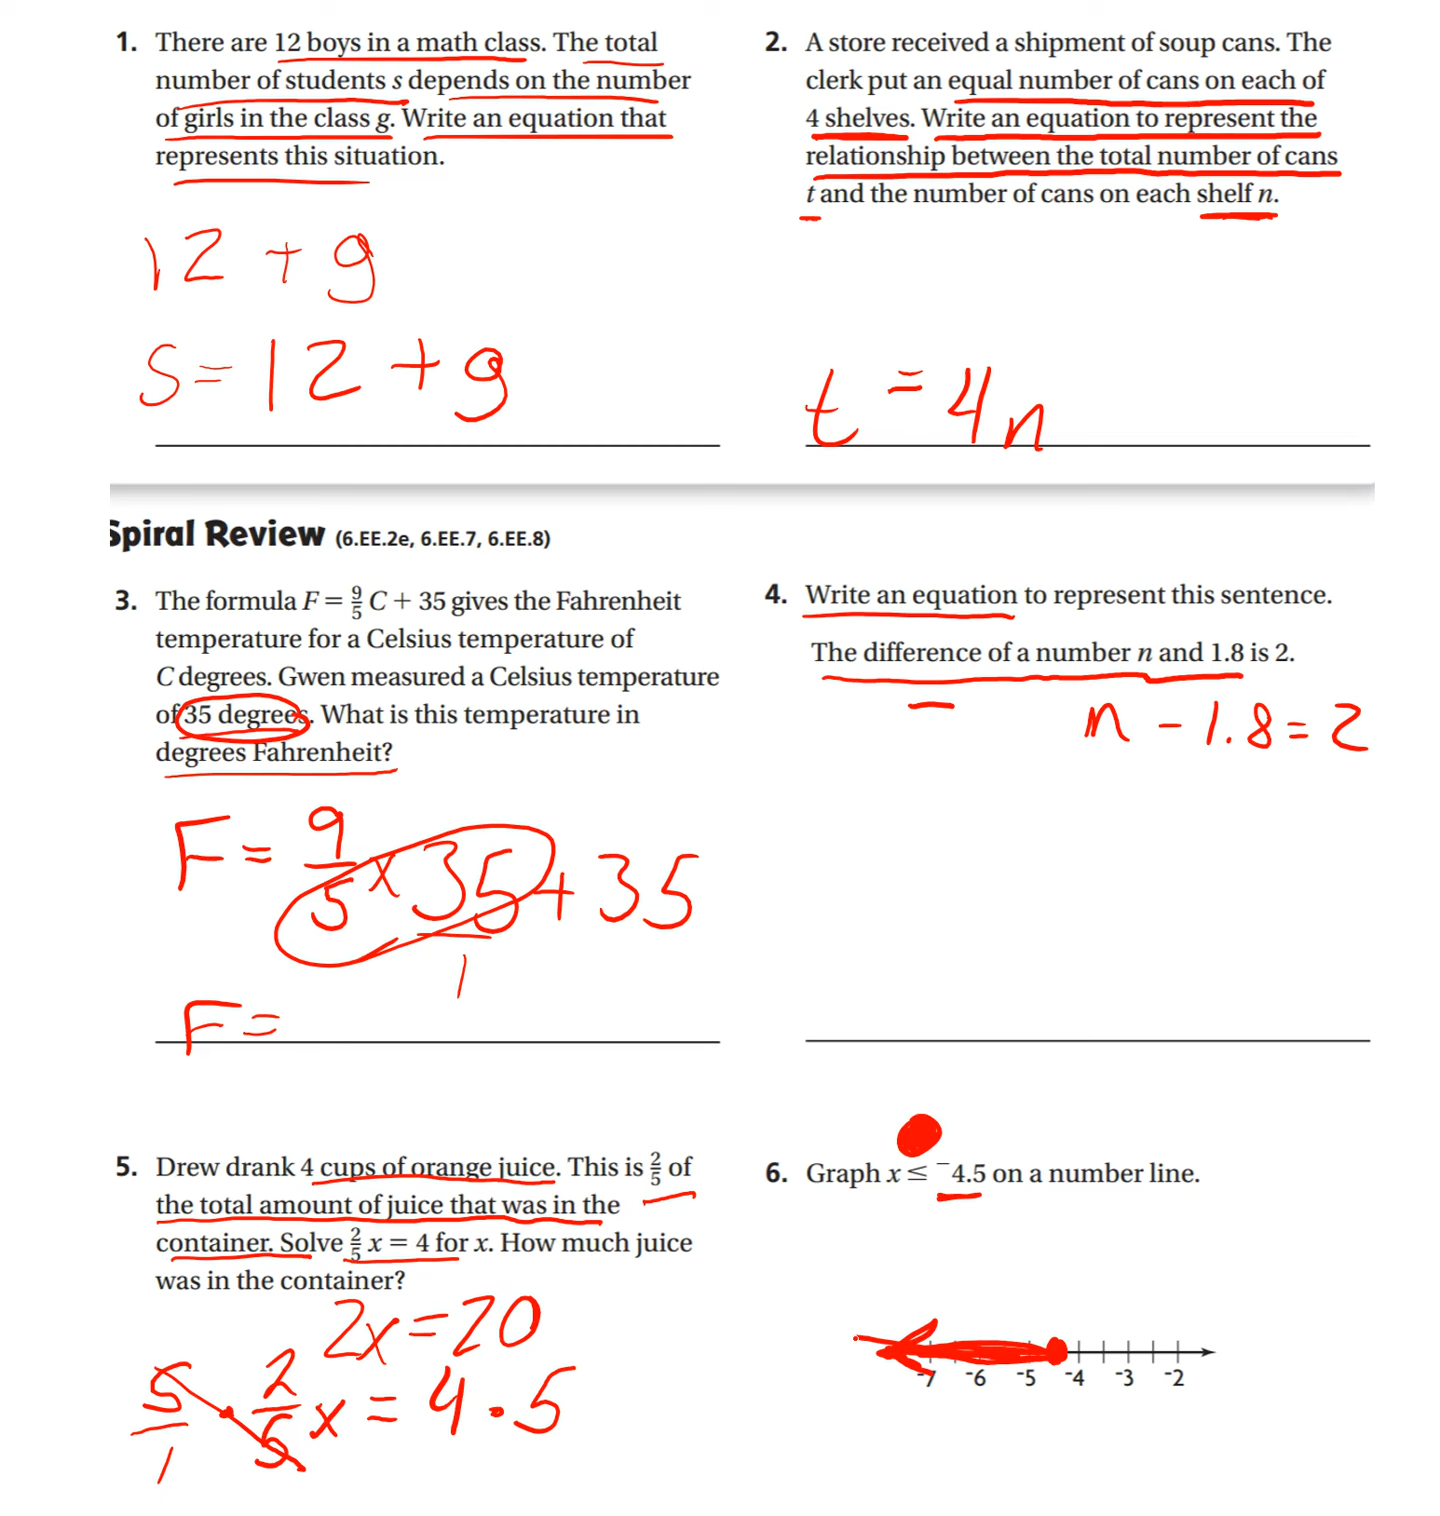 1. There are 12 boys in a math class. The total
number of students s depends on the number
of girls in the class g. Write an equation that
represents this situation.
12 + g
S = 12 + g
2. A store received a shipment of soup cans. The
clerk put an equal number of cans on each of
4 shelves. Write an equation to represent the
relationship between the total number of cans
t and the number of cans on each shelf n.
t = 4n
Spiral Review (6.EE.2e, 6.EE.7, 6.EE.8)
3. The formula F = 9/5 C + 35 gives the Fahrenheit
temperature for a Celsius temperature of
C degrees. Gwen measured a Celsius temperature
of 35 degrees. What is this temperature in
degrees Fahrenheit?
F = 9/5 x 35/1 + 35
F =
4. Write an equation to represent this sentence.
The difference of a number n and 1.8 is 2.
n - 1.8 = 2
5. Drew drank 4 cups of orange juice. This is 2/5 of
the total amount of juice that was in the
container. Solve 2/5 x = 4 for x. How much juice
was in the container?
2x = 20
5/1 · 2/5 x = 4 · 5
6. Graph x ≤ ⁻4.5 on a number line.
-7 -6 -5 -4 -3 -2